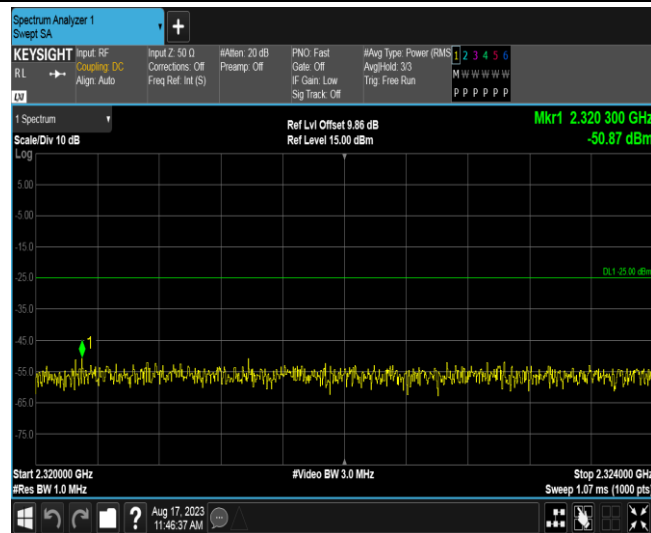 Spectrum Analyzer 1
Swept SA
+
KEYSIGHT
RL
LXI
Input: RF
Coupling: DC
Align: Auto
Input Z: 50 Ω
Corrections: Off
Freq Ref: Int (S)
#Atten: 20 dB
Preamp: Off
PNO: Fast
Gate: Off
IF Gain: Low
Sig Track: Off
#Avg Type: Power (RMS
Avg|Hold: 3/3
Trig: Free Run
1 2 3 4 5 6
M W W W W W
P P P P P P
1 Spectrum
Scale/Div 10 dB
Log
Ref Lvl Offset 9.86 dB
Ref Level 15.00 dBm
Mkr1 2.320 300 GHz
-50.87 dBm
5.00
-5.00
-15.0
DL1 -25.00 dBm
-25.0
-35.0
-45.0
1
-55.0
-65.0
-75.0
Start 2.320000 GHz
#Res BW 1.0 MHz
#Video BW 3.0 MHz
Stop 2.324000 GHz
Sweep 1.07 ms (1000 pts)
?
Aug 17, 2023
11:46:37 AM